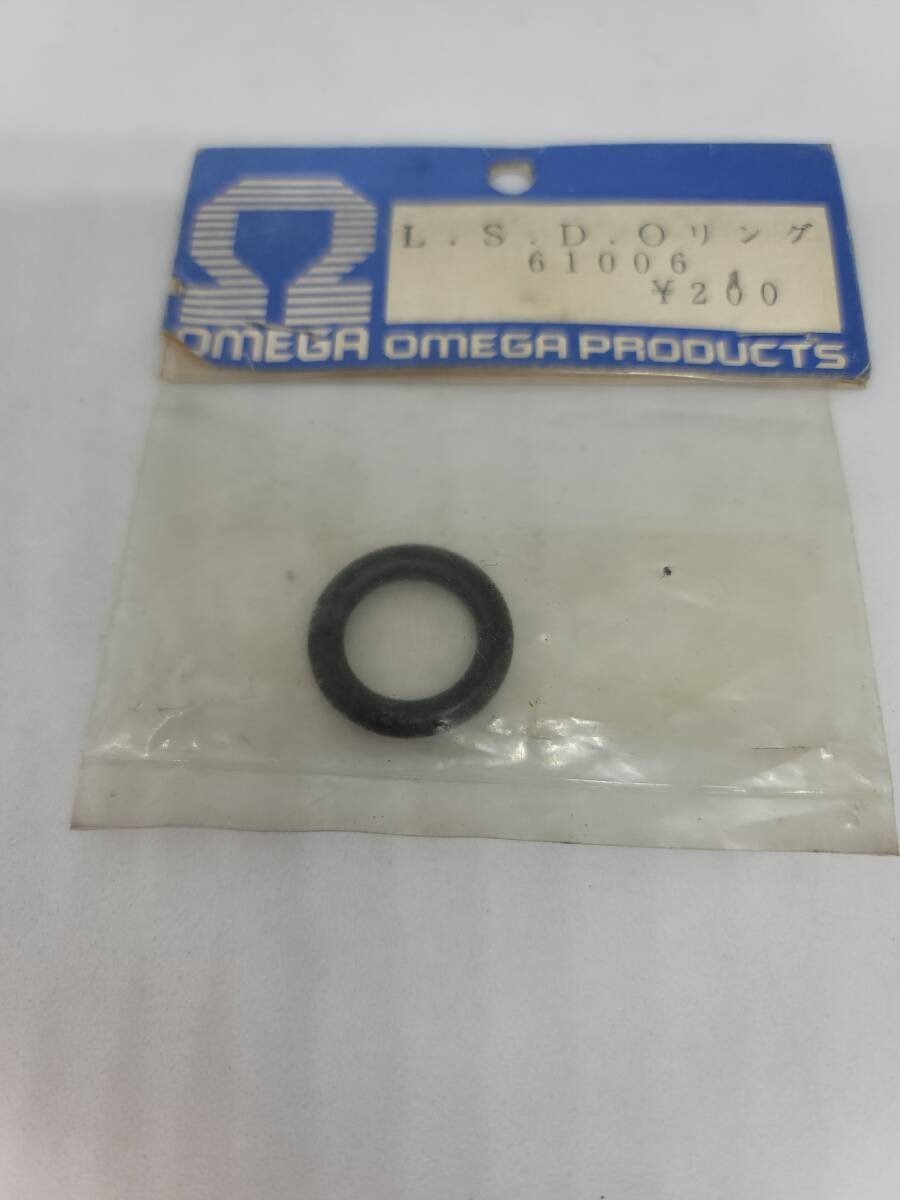 L.S.D.Oリング
61006
¥200
OMEGA OMEGA PRODUCTS